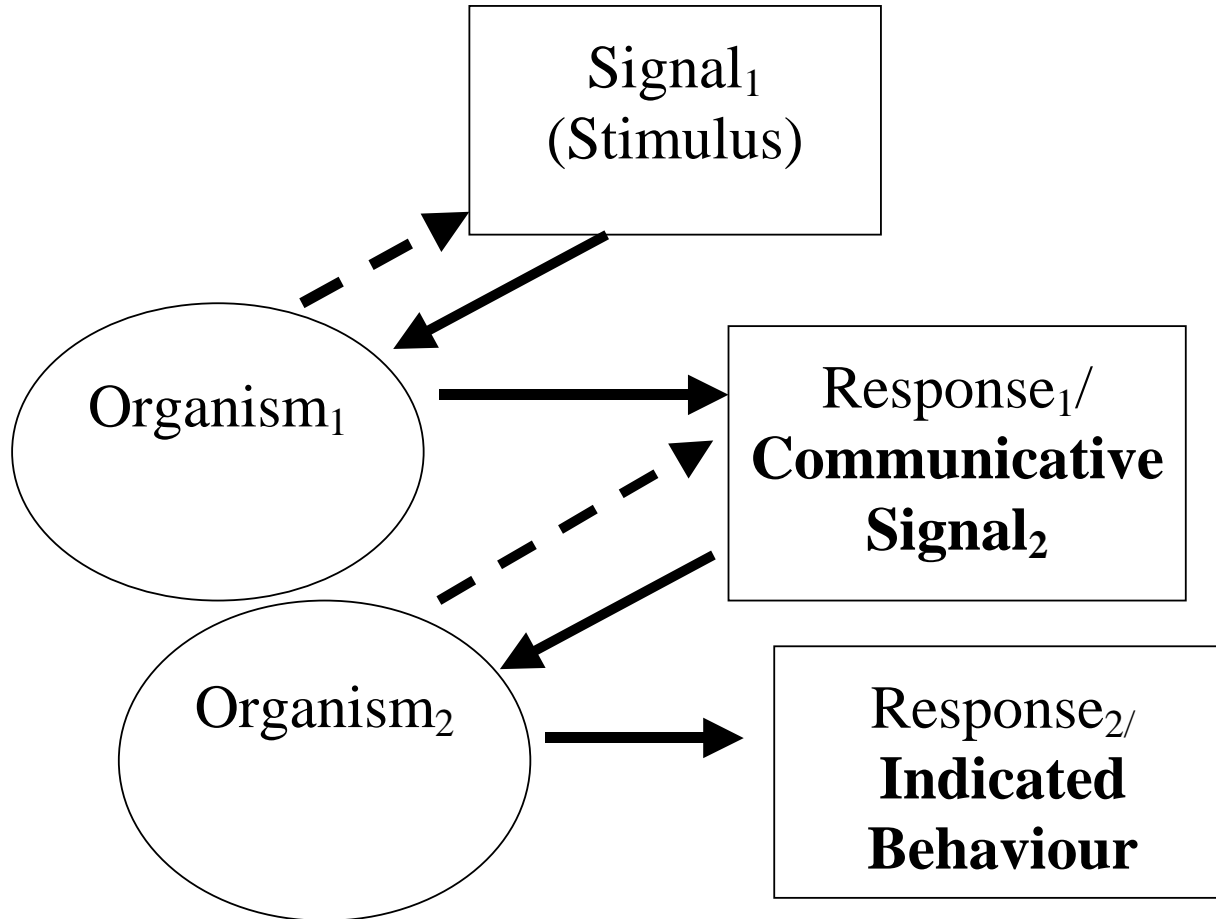 Signal₁
(Stimulus)
Organism₁
Response₁/
Communicative
Signal₂
Organism₂
Response₂/
Indicated
Behaviour